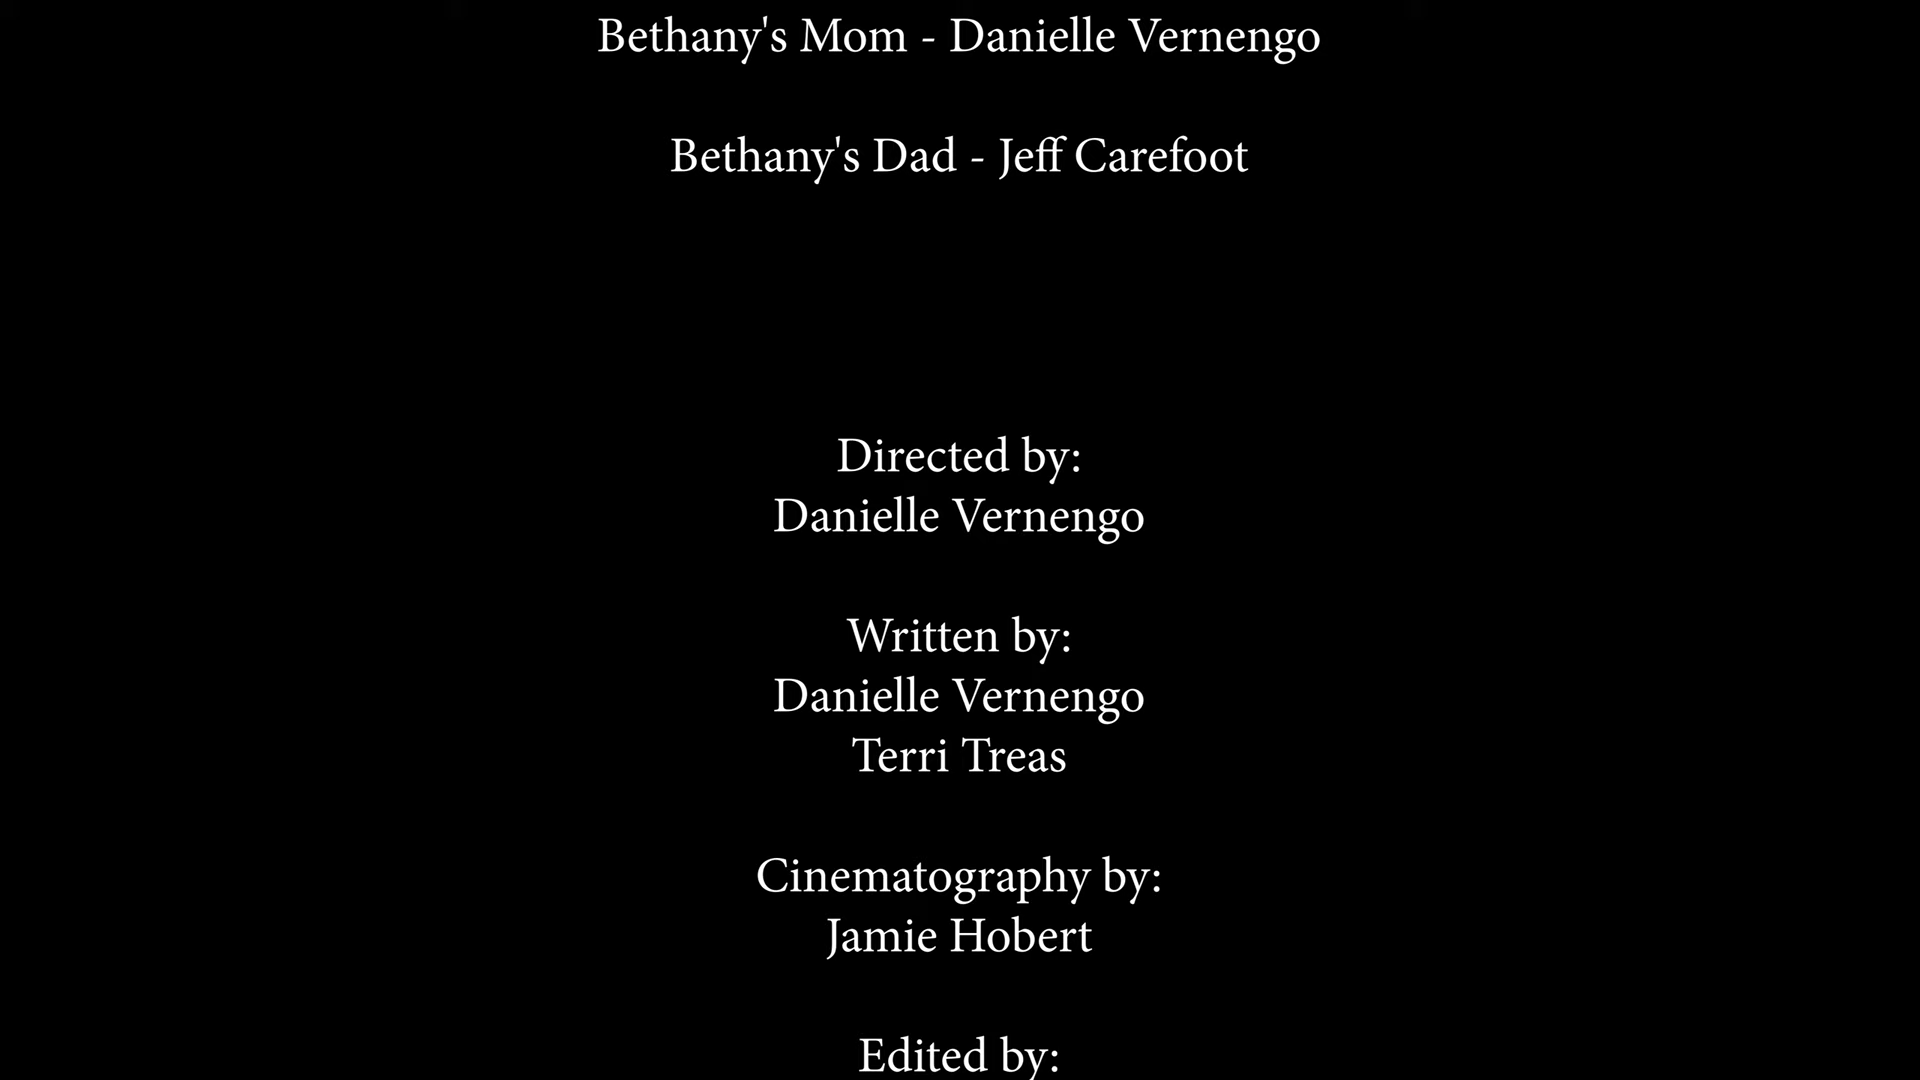 Bethany's Mom - Danielle Vernengo
Bethany's Dad - Jeff Carefoot
Directed by:
Danielle Vernengo
Written by:
Danielle Vernengo
Terri Treas
Cinematography by:
Jamie Hobert
Edited by: